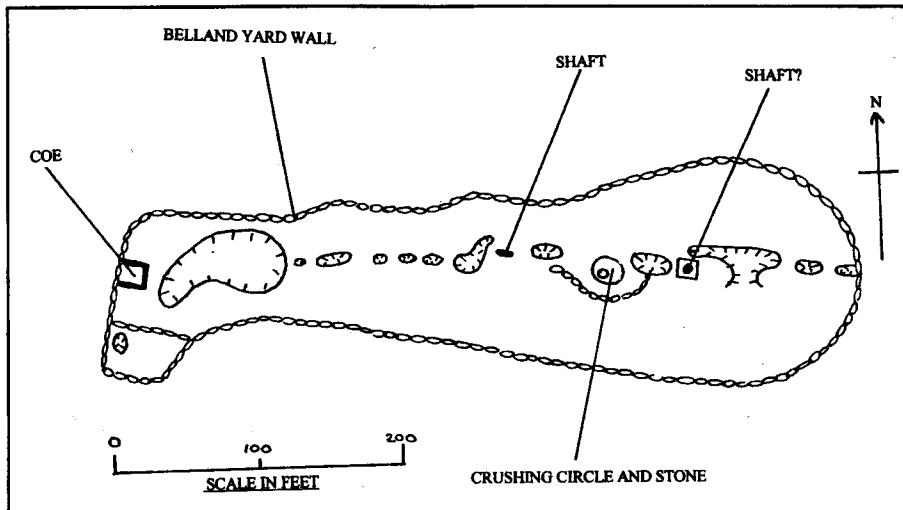 BELLAND YARD WALL
SHAFT
SHAFT?
N
COE
0 100 200
SCALE IN FEET
CRUSHING CIRCLE AND STONE